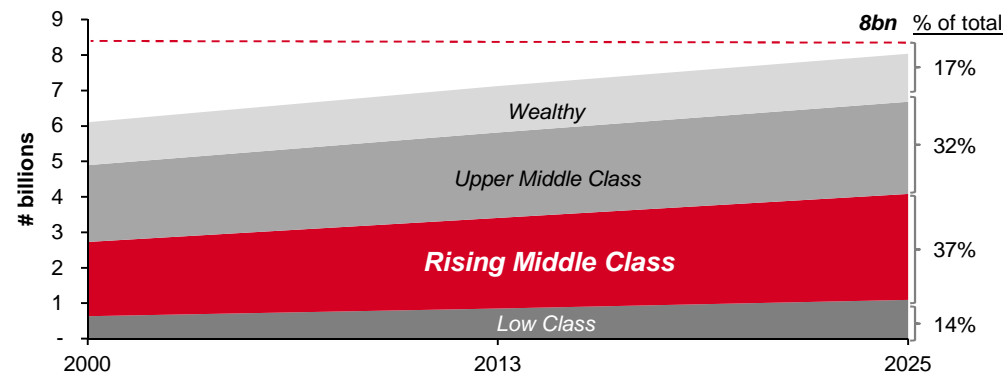 8bn % of total
# billions
9
8
7
6
5
4
3
2
1
-
Wealthy
Upper Middle Class
Rising Middle Class
Low Class
17%
32%
37%
14%
2000 2013 2025